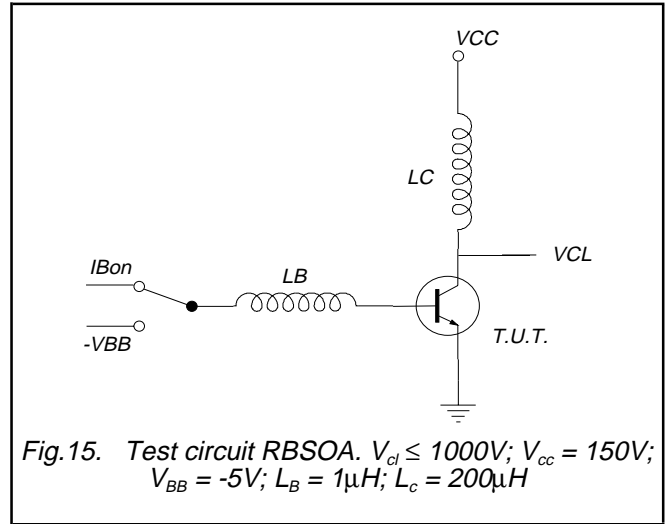 VCC
LC
IBon
LB
VCL
-VBB
T.U.T.
Fig.15. Test circuit RBSOA. Vcl ≤ 1000V; Vcc = 150V;
VBB = -5V; LB = 1μH; Lc = 200μH